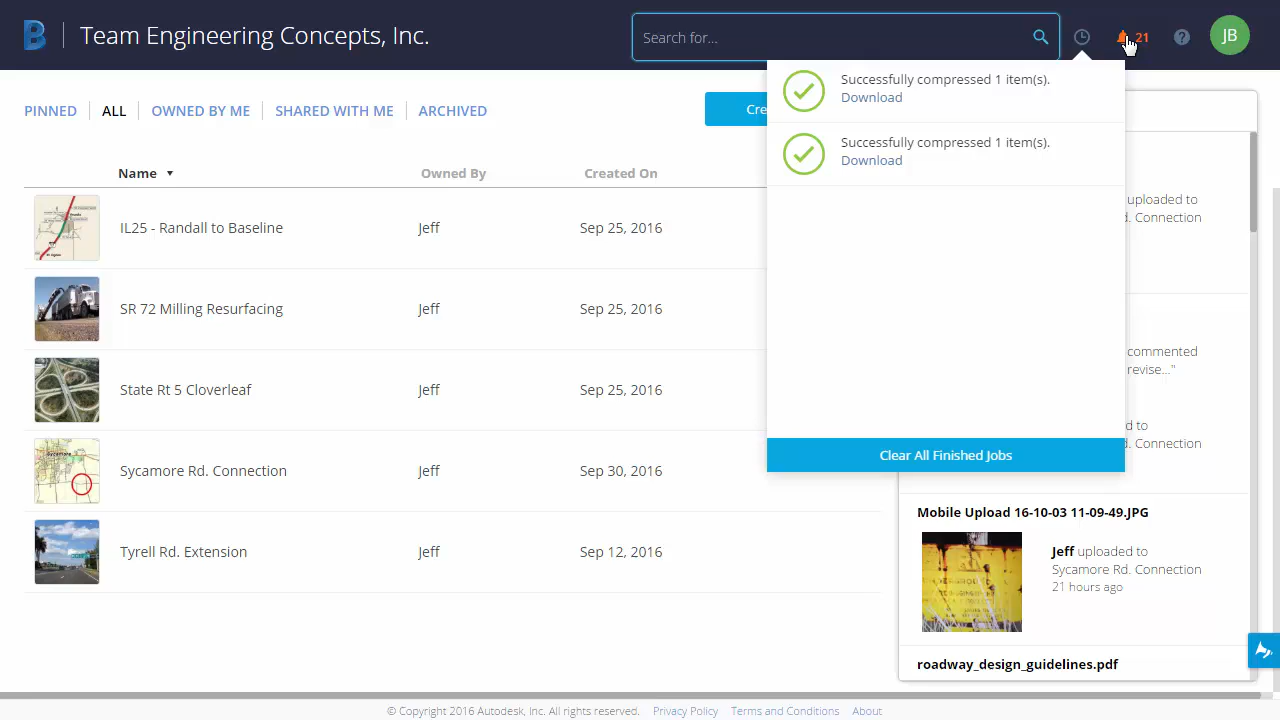 Team Engineering Concepts, Inc.
Search for...
21
JB
PINNED
ALL
OWNED BY ME
SHARED WITH ME
ARCHIVED
Cre
Successfully compressed 1 item(s).
Download
Successfully compressed 1 item(s).
Download
Clear All Finished Jobs
Name
Owned By
Created On
IL25 - Randall to Baseline
Jeff
Sep 25, 2016
SR 72 Milling Resurfacing
Jeff
Sep 25, 2016
State Rt 5 Cloverleaf
Jeff
Sep 25, 2016
Sycamore Rd. Connection
Jeff
Sep 30, 2016
Tyrell Rd. Extension
Jeff
Sep 12, 2016
uploaded to
d. Connection
commented
revise..."
d to
d. Connection
Mobile Upload 16-10-03 11-09-49.JPG
Jeff uploaded to
Sycamore Rd. Connection
21 hours ago
roadway_design_guidelines.pdf
© Copyright 2016 Autodesk, Inc. All rights reserved.
Privacy Policy
Terms and Conditions
About